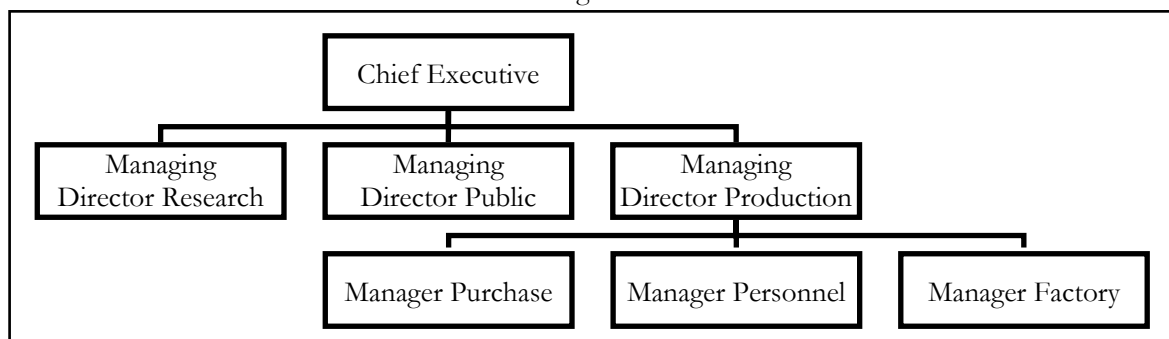 Chief Executive
Managing
Director Research
Managing
Director Public
Managing
Director Production
Manager Purchase
Manager Personnel
Manager Factory